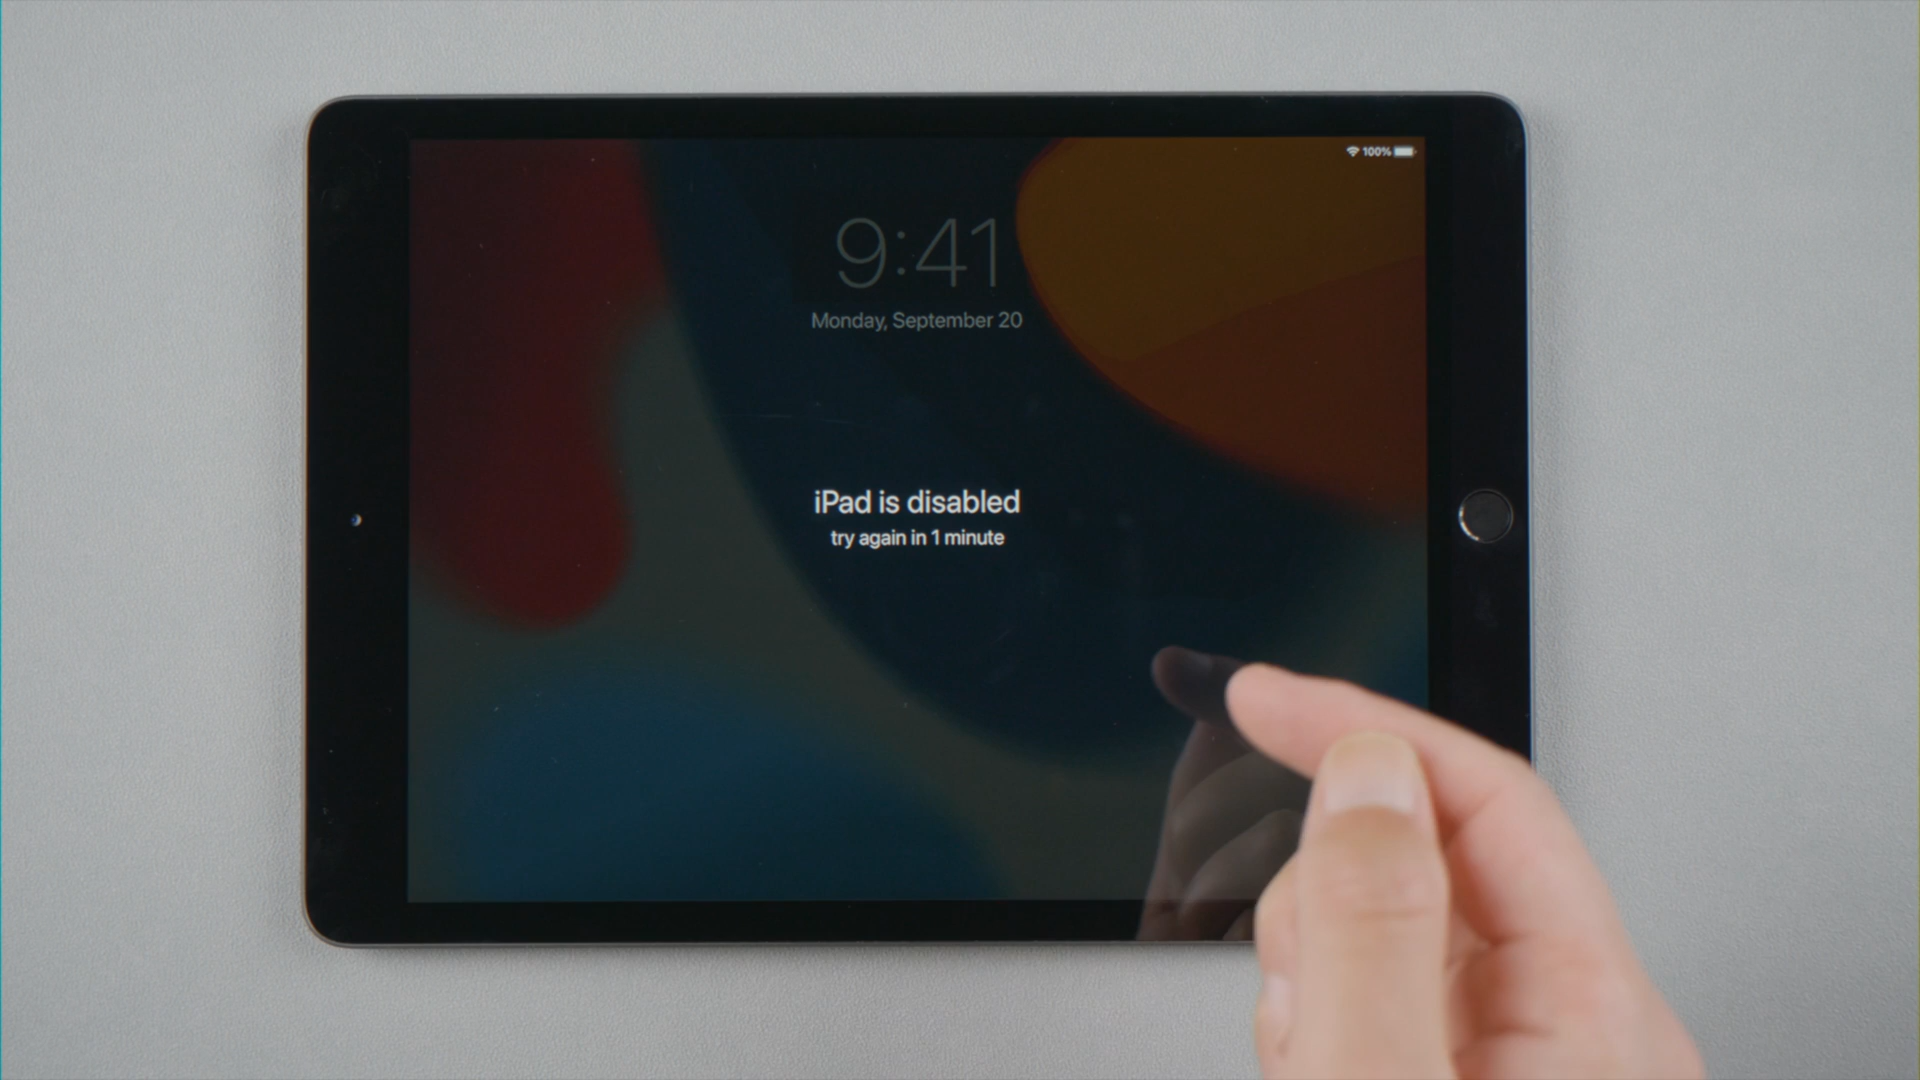 100%
9:41
Monday, September 20
iPad is disabled
try again in 1 minute